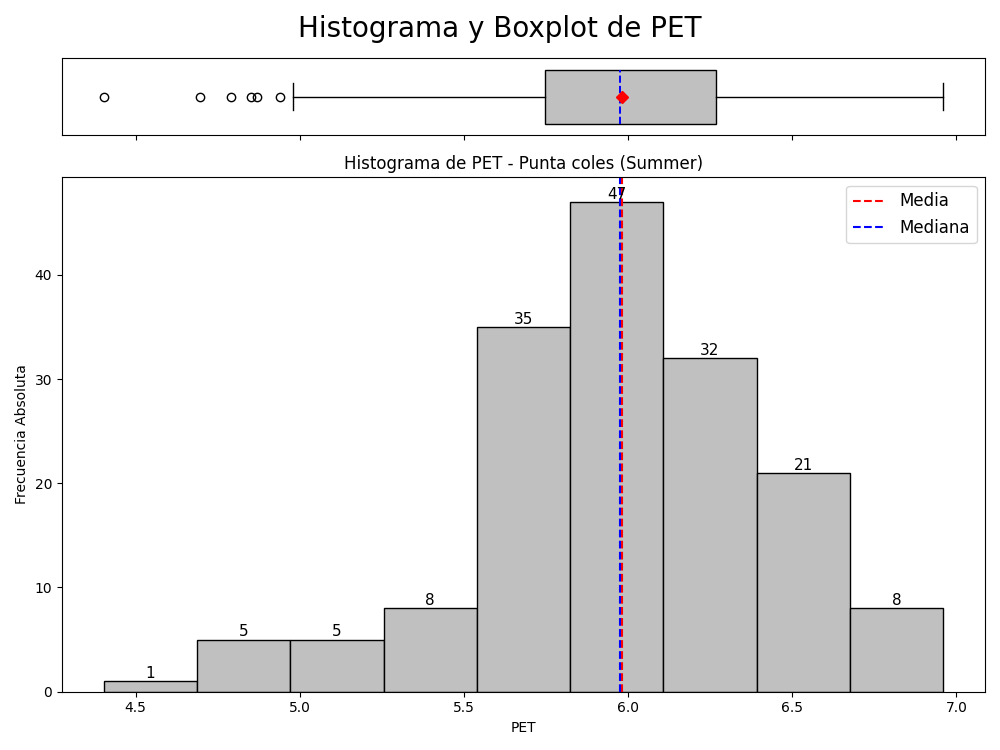 Histograma y Boxplot de PET
Histograma de PET - Punta coles (Summer)
Media
Mediana
Frecuencia Absoluta
40
30
20
10
0
1
5
5
8
35
47
32
21
8
4.5 5.0 5.5 6.0 6.5 7.0
PET